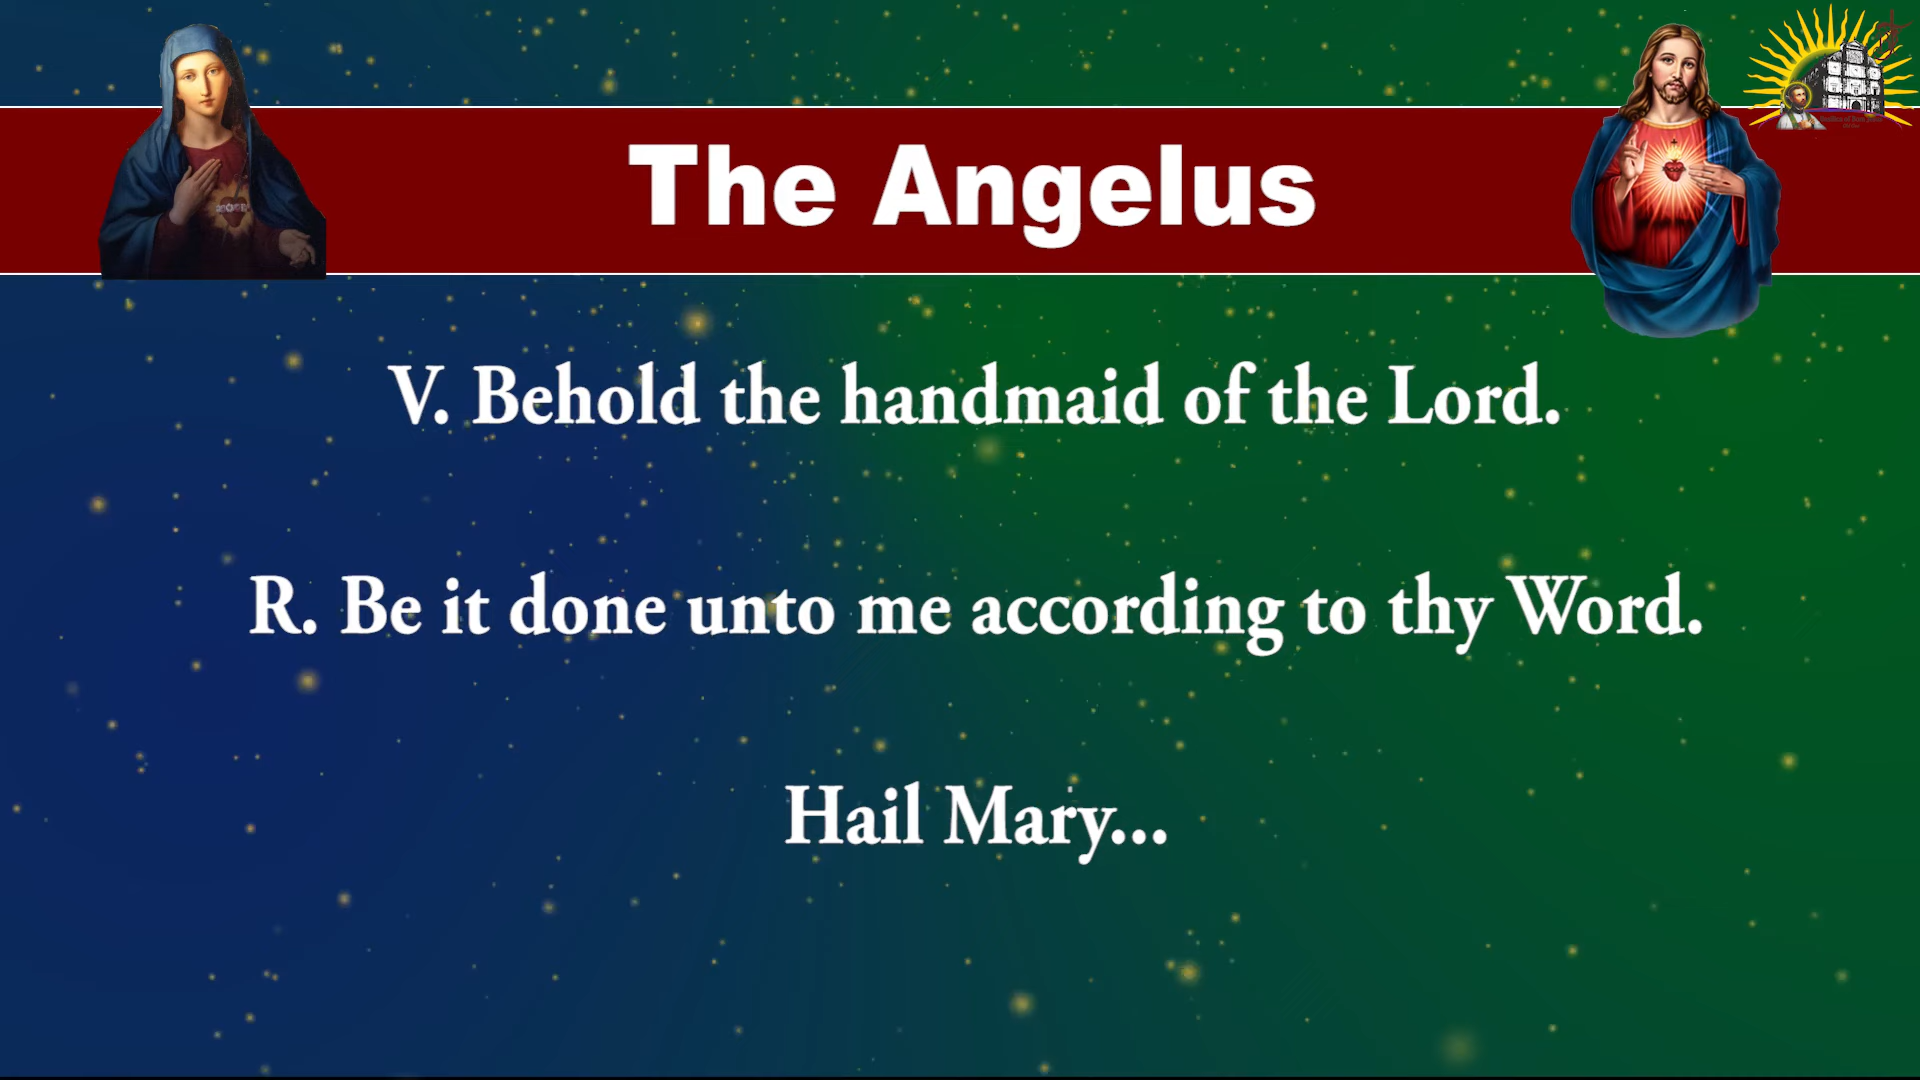 The Angelus
V. Behold the handmaid of the Lord.
R. Be it done unto me according to thy Word.
Hail Mary...